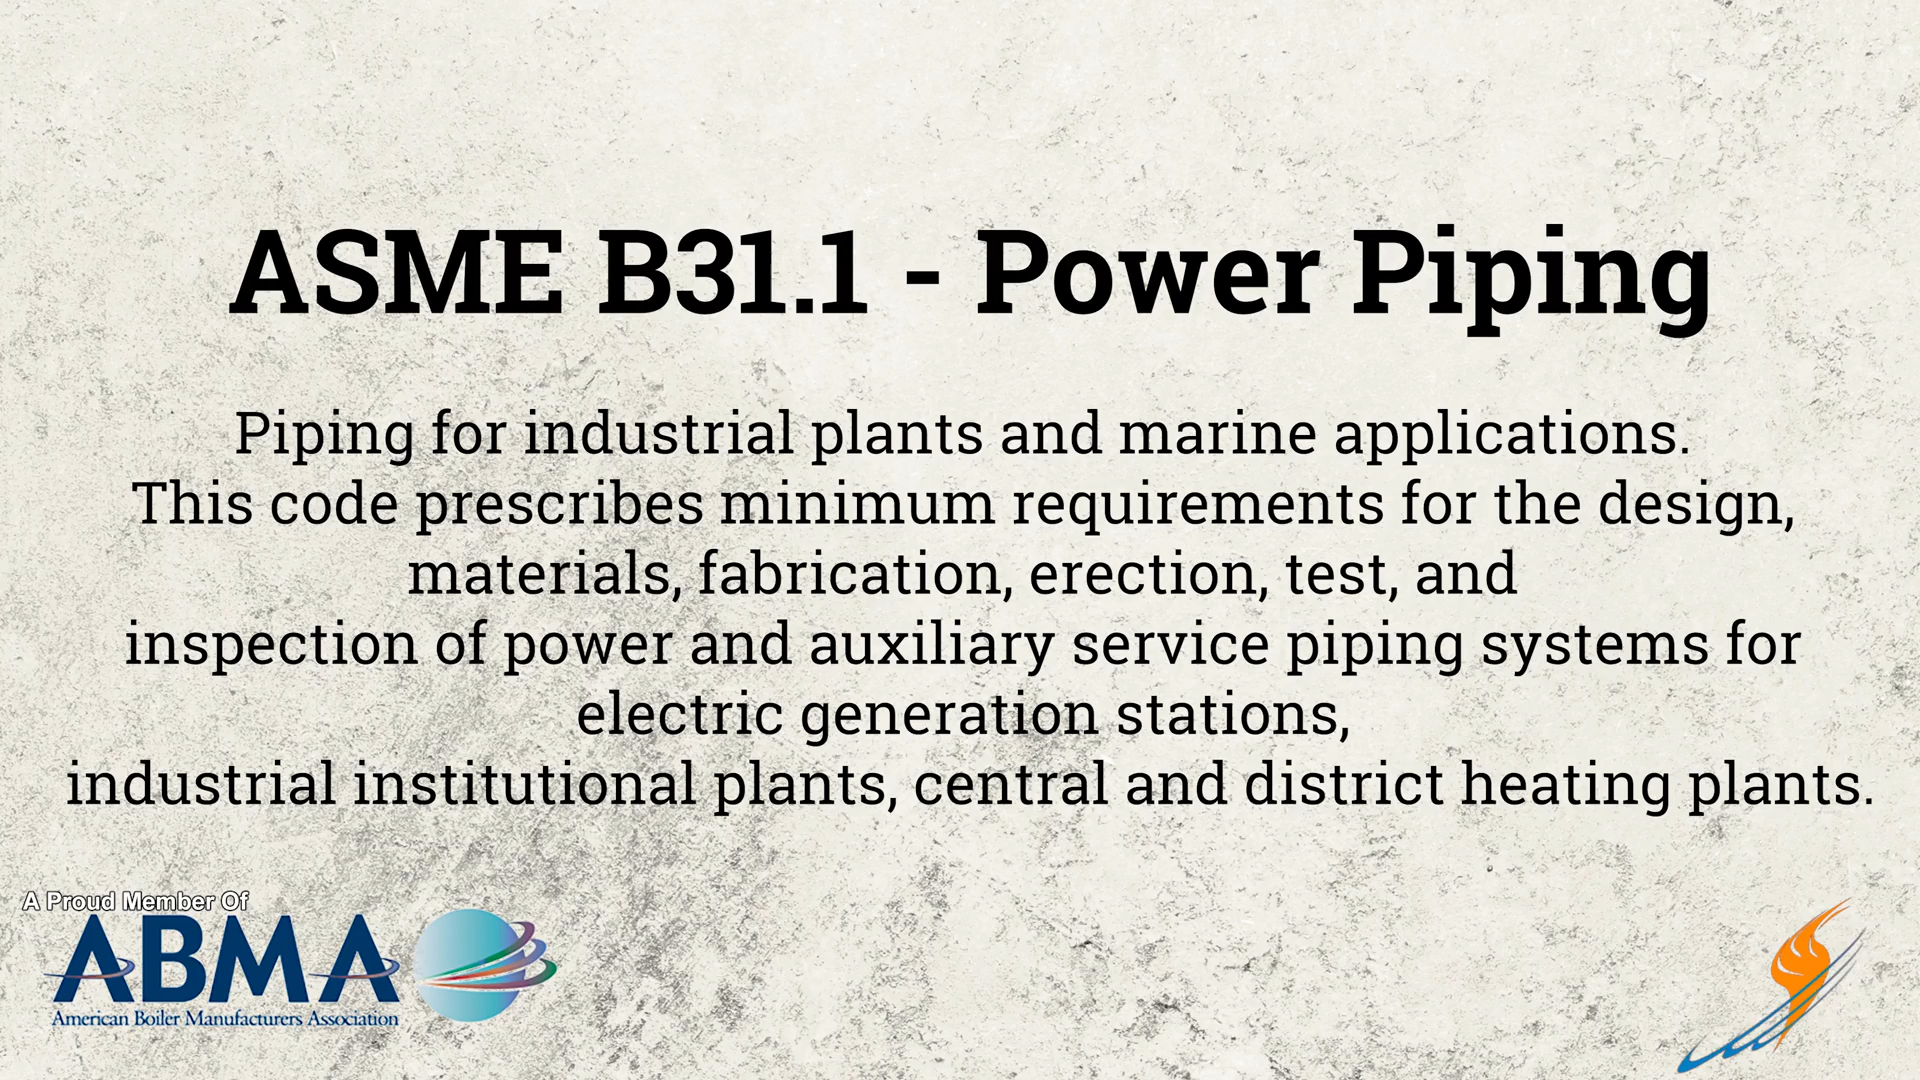 ASME B31.1 - Power Piping
Piping for industrial plants and marine applications.
This code prescribes minimum requirements for the design,
materials, fabrication, erection, test, and
inspection of power and auxiliary service piping systems for
electric generation stations,
industrial institutional plants, central and district heating plants.
A Proud Member Of
ABMA
American Boiler Manufacturers Association